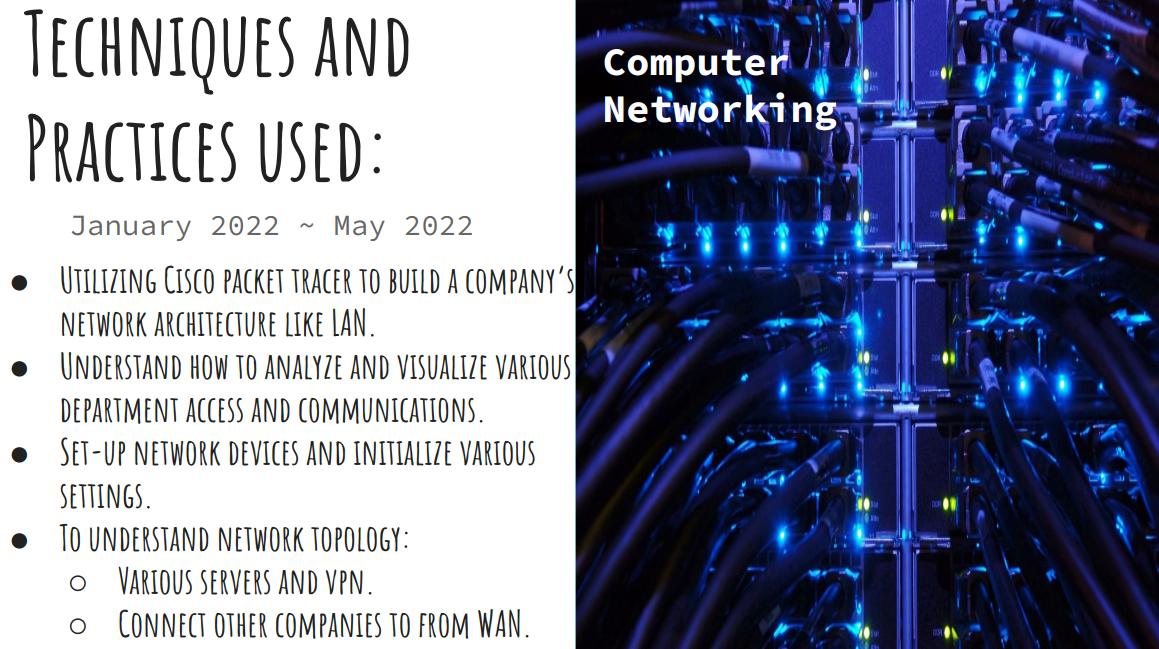 Techniques and
Practices used:
January 2022 ~ May 2022
● Utilizing Cisco packet tracer to build a company's
network architecture like LAN.
● Understand how to analyze and visualize various
department access and communications.
● Set-up network devices and initialize various
settings.
● To understand network topology:
○ Various servers and vpn.
○ Connect other companies to from WAN.
Computer
Networking